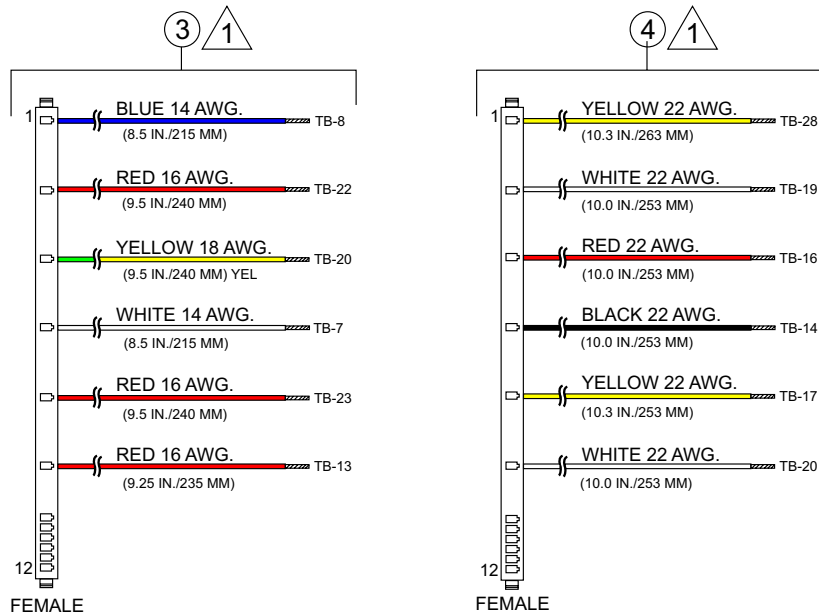 3 1
1
BLUE 14 AWG.
(8.5 IN./215 MM)
TB-8
RED 16 AWG.
(9.5 IN./240 MM)
TB-22
YELLOW 18 AWG.
(9.5 IN./240 MM) YEL
TB-20
WHITE 14 AWG.
(8.5 IN./215 MM)
TB-7
RED 16 AWG.
(9.5 IN./240 MM)
TB-23
RED 16 AWG.
(9.25 IN./235 MM)
TB-13
12
FEMALE
4 1
1
YELLOW 22 AWG.
(10.3 IN./263 MM)
TB-28
WHITE 22 AWG.
(10.0 IN./253 MM)
TB-19
RED 22 AWG.
(10.0 IN./253 MM)
TB-16
BLACK 22 AWG.
(10.0 IN./253 MM)
TB-14
YELLOW 22 AWG.
(10.3 IN./253 MM)
TB-17
WHITE 22 AWG.
(10.0 IN./253 MM)
TB-20
12
FEMALE